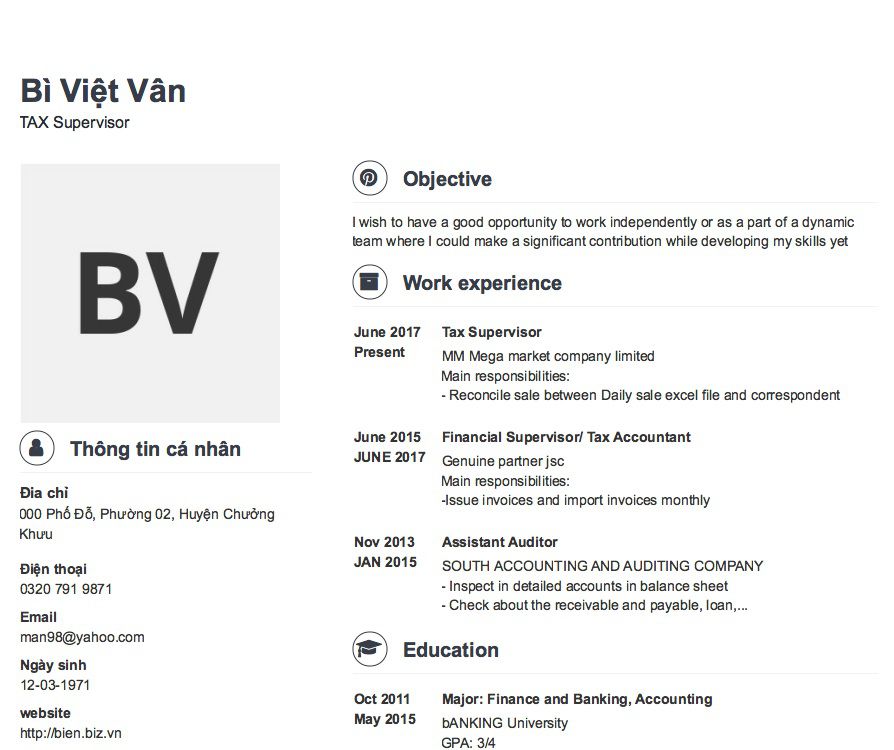 Bì Việt Vân
TAX Supervisor
BV
Thông tin cá nhân
Địa chỉ
000 Phố Đỗ, Phường 02, Huyện Chưởng
Khưu
Điện thoại
0320 791 9871
Email
man98@yahoo.com
Ngày sinh
12-03-1971
website
http://bien.biz.vn
Objective
I wish to have a good opportunity to work independently or as a part of a dynamic
team where I could make a significant contribution while developing my skills yet
Work experience
June 2017
Present
Tax Supervisor
MM Mega market company limited
Main responsibilities:
- Reconcile sale between Daily sale excel file and correspondent
June 2015
JUNE 2017
Financial Supervisor/ Tax Accountant
Genuine partner jsc
Main responsibilities:
-Issue invoices and import invoices monthly
Nov 2013
JAN 2015
Assistant Auditor
SOUTH ACCOUNTING AND AUDITING COMPANY
- Inspect in detailed accounts in balance sheet
- Check about the receivable and payable, loan,...
Education
Oct 2011
May 2015
Major: Finance and Banking, Accounting
bANKING University
GPA: 3/4